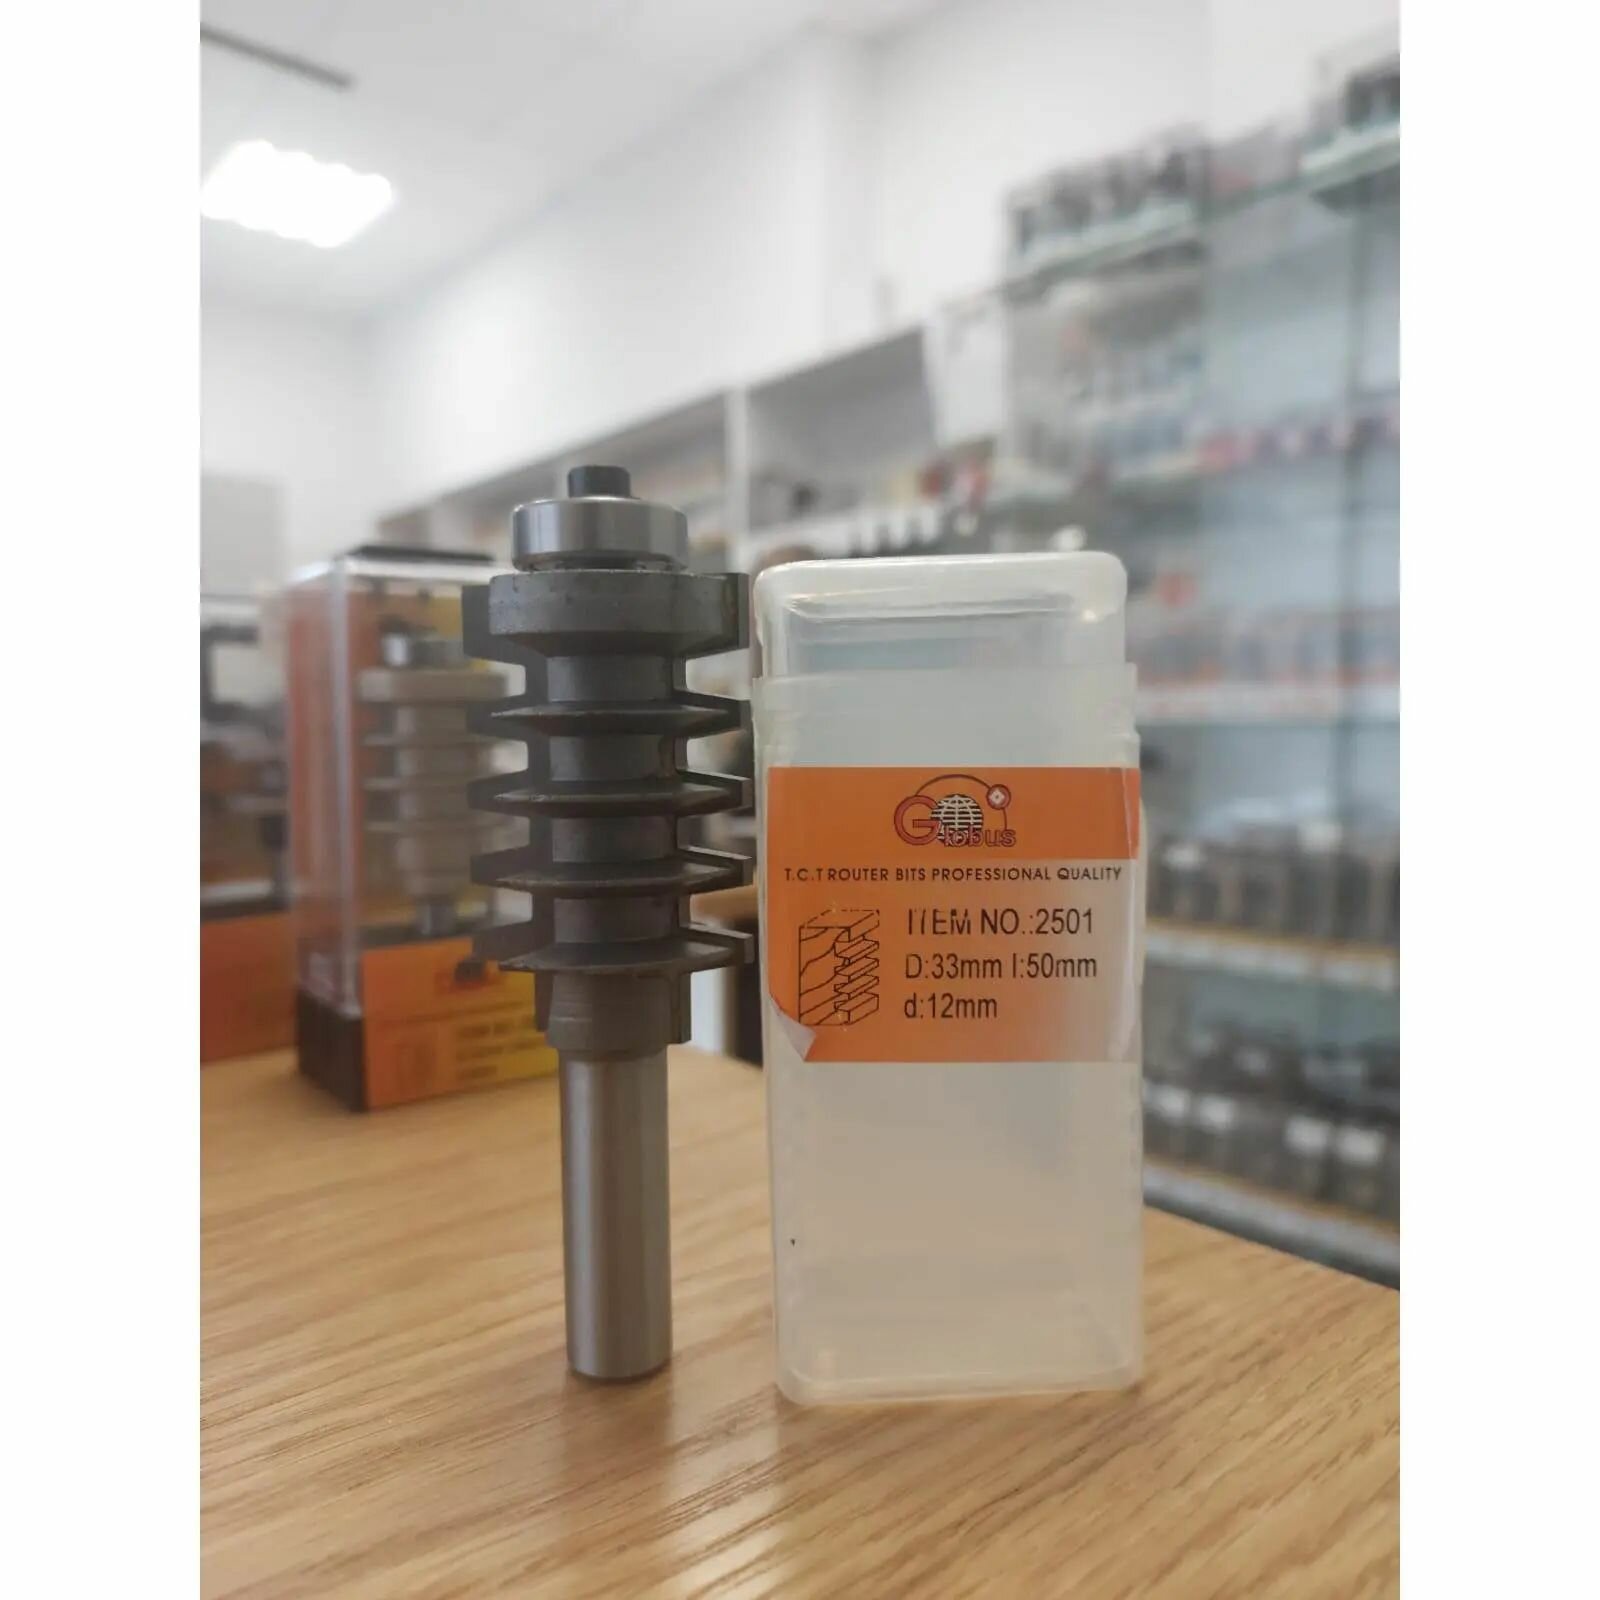 Globus
T.C.T ROUTER BITS PROFESSIONAL QUALITY
ITEM NO.:2501
D:33mm l:50mm
d:12mm